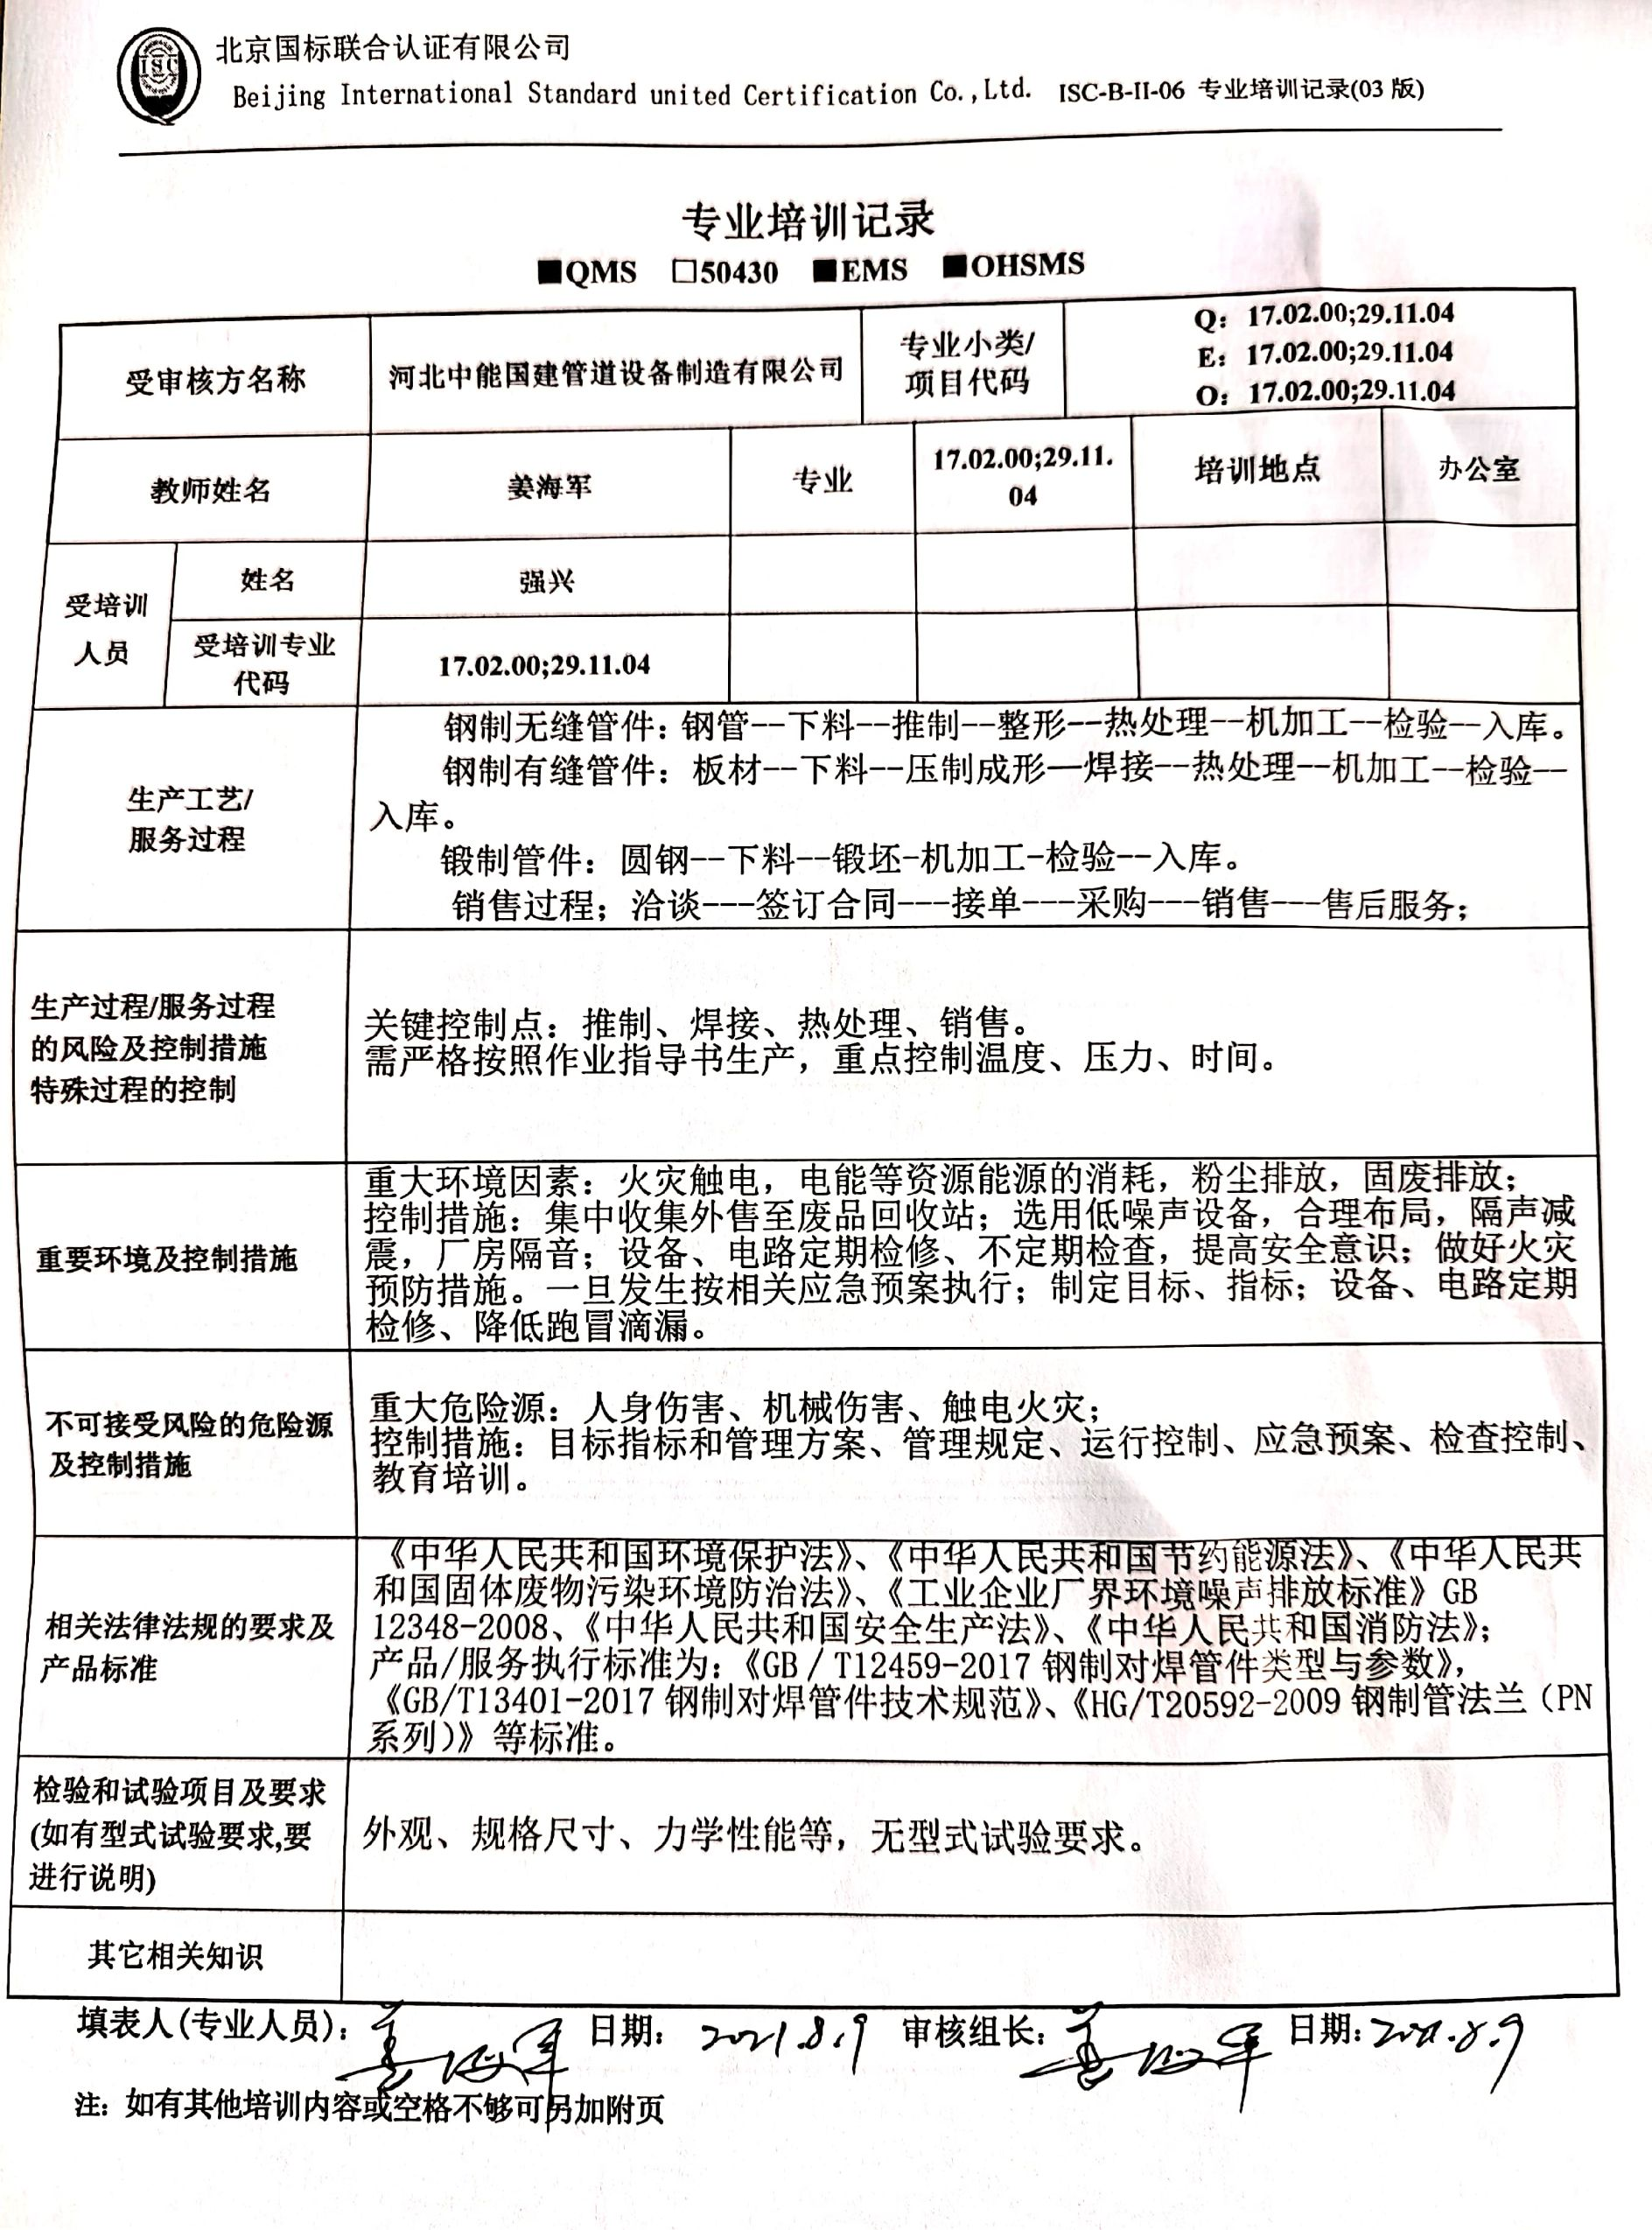 ISC
北京国标联合认证有限公司
Beijing International Standard united Certification Co.,Ltd. ISC-B-II-06 专业培训记录(03 版)
专业培训记录
■QMS □50430 ■EMS ■OHSMS
受审核方名称 河北中能国建管道设备制造有限公司 专业小类/
项目代码
Q：17.02.00;29.11.04
E：17.02.00;29.11.04
O：17.02.00;29.11.04
教师姓名 姜海军 专业 17.02.00;29.11.
04
培训地点 办公室
受培训
人员
姓名 强兴
受培训专业
代码
17.02.00;29.11.04
生产工艺/
服务过程
钢制无缝管件：钢管--下料--推制--整形--热处理--机加工--检验--入库。
钢制有缝管件：板材--下料--压制成形—焊接--热处理--机加工--检验--
入库。
锻制管件：圆钢--下料--锻坯-机加工-检验--入库。
销售过程；洽谈---签订合同---接单---采购---销售---售后服务；
生产过程/服务过程
的风险及控制措施
特殊过程的控制
关键控制点：推制、焊接、热处理、销售。
需严格按照作业指导书生产，重点控制温度、压力、时间。
重要环境及控制措施
重大环境因素：火灾触电，电能等资源能源的消耗，粉尘排放，固废排放；
控制措施：集中收集外售至废品回收站；选用低噪声设备，合理布局，隔声减
震，厂房隔音；设备、电路定期检修、不定期检查，提高安全意识；做好火灾
预防措施。一旦发生按相关应急预案执行；制定目标、指标；设备、电路定期
检修、降低跑冒滴漏。
不可接受风险的危险源
及控制措施
重大危险源：人身伤害、机械伤害、触电火灾；
控制措施：目标指标和管理方案、管理规定、运行控制、应急预案、检查控制、
教育培训。
相关法律法规的要求及
产品标准
《中华人民共和国环境保护法》、《中华人民共和国节约能源法》、《中华人民共
和国固体废物污染环境防治法》、《工业企业厂界环境噪声排放标准》GB
12348-2008、《中华人民共和国安全生产法》、《中华人民共和国消防法》；
产品/服务执行标准为：《GB／T12459-2017 钢制对焊管件类型与参数》，
《GB/T13401-2017 钢制对焊管件技术规范》、《HG/T20592-2009 钢制管法兰（PN
系列）》等标准。
检验和试验项目及要求
(如有型式试验要求,要
进行说明)
外观、规格尺寸、力学性能等，无型式试验要求。
其它相关知识
填表人(专业人员)：姜海军 日期：2021.8.9 审核组长：姜海军 日期：2021.8.9
注：如有其他培训内容或空格不够可另加附页